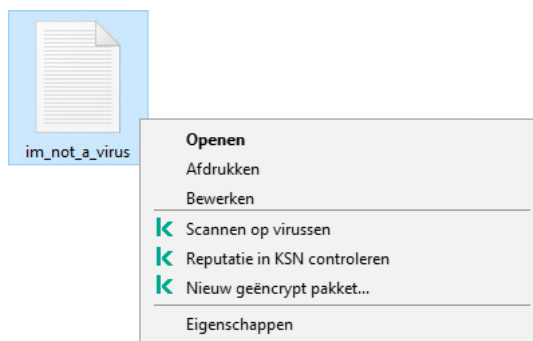 im_not_a_virus
Openen
Afdrukken
Bewerken
Scannen op virussen
Reputatie in KSN controleren
Nieuw geëncrypt pakket...
Eigenschappen